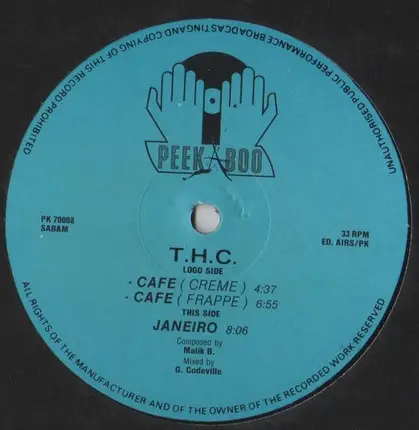 UNAUTHORISED PUBLIC PERFORMANCE BROADCASTING AND COPYING OF THIS RECORD PROHIBITED
PEEK A BOO
PK 70008
SABAM
33 RPM
ED. AIRS/PK
T.H.C.
LOGO SIDE
- CAFE ( CREME ) 4:37
- CAFE ( FRAPPE ) 6:55
THIS SIDE
JANEIRO 8:06
Composed by
Malik B.
Mixed by
G. Codeville
ALL RIGHTS OF THE MANUFACTURER AND OF THE OWNER OF THE RECORDED WORK RESERVED